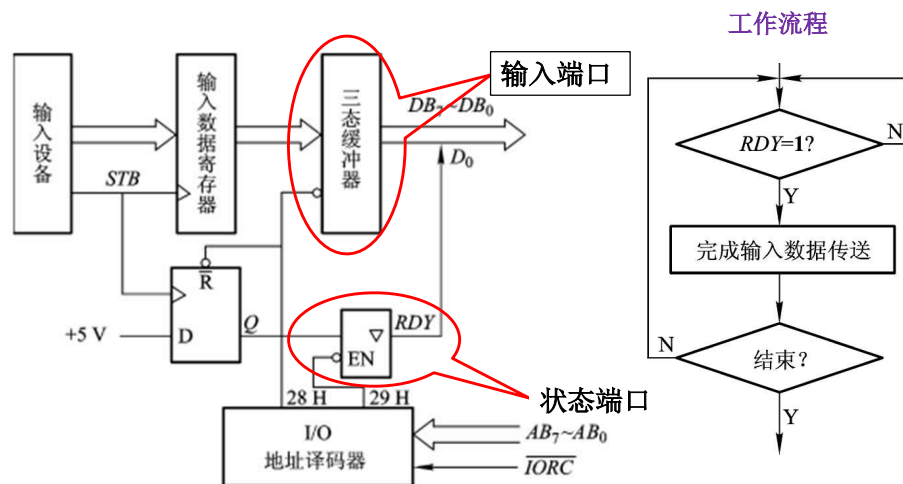 工作流程
输入设备
输入数据寄存器
三态缓冲器
输入端口
DB₇~DB₀
D₀
STB
R̅
D
+5 V
Q
EN
▽
RDY
状态端口
28 H
29 H
I/O
地址译码器
AB₇~AB₀
I̅O̅R̅C̅
RDY=1?
N
Y
完成输入数据传送
N
结束？
Y